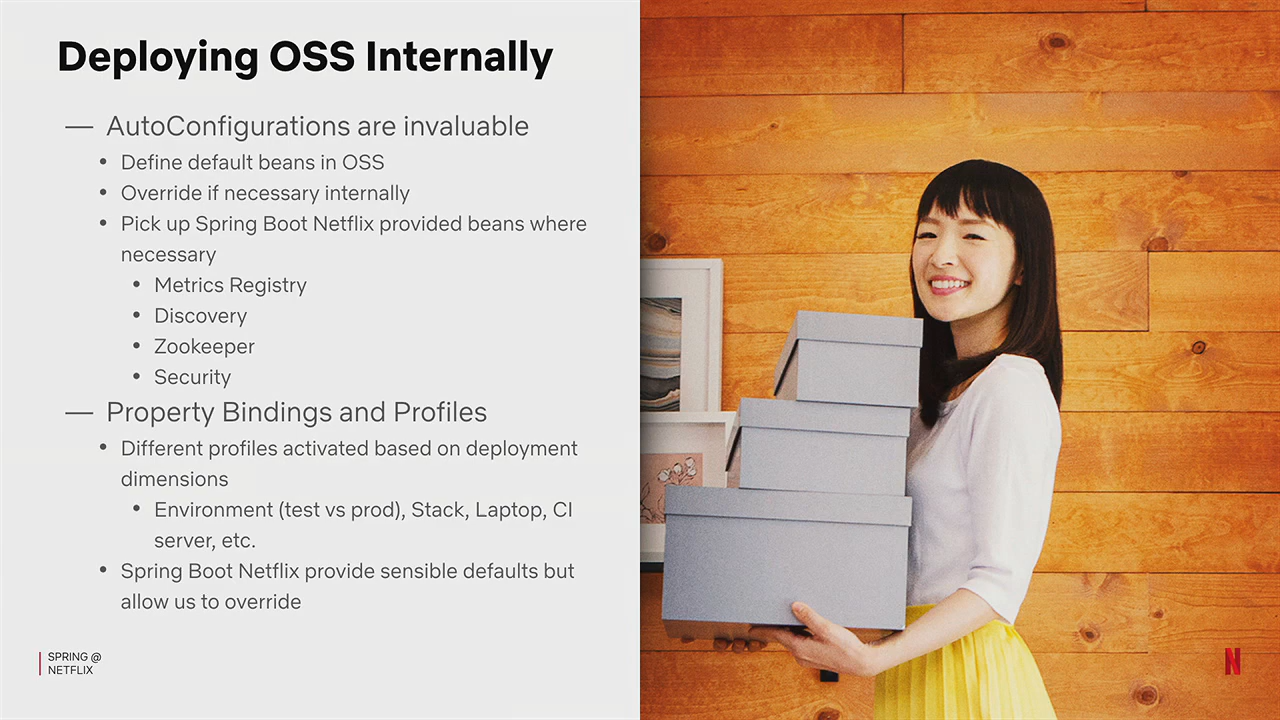 Deploying OSS Internally
— AutoConfigurations are invaluable
• Define default beans in OSS
• Override if necessary internally
• Pick up Spring Boot Netflix provided beans where
necessary
• Metrics Registry
• Discovery
• Zookeeper
• Security
— Property Bindings and Profiles
• Different profiles activated based on deployment
dimensions
• Environment (test vs prod), Stack, Laptop, CI
server, etc.
• Spring Boot Netflix provide sensible defaults but
allow us to override
SPRING @
NETFLIX
N